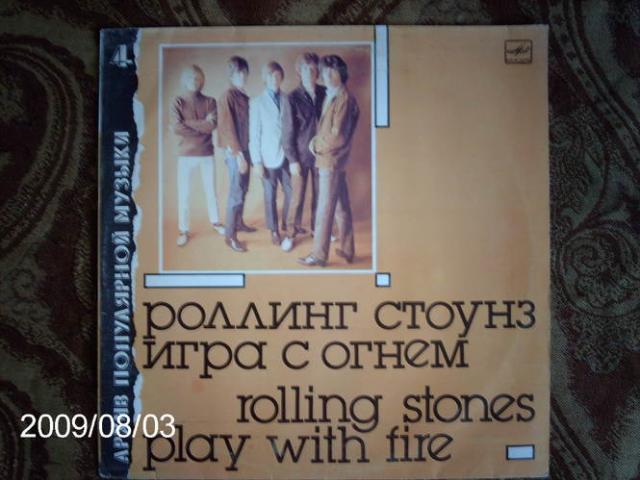 4
АРХИВ ПОПУЛЯРНОЙ МУЗЫКИ
РОЛЛИНГ СТОУНЗ
ИГРА С ОГНЕМ
rolling stones
play with fire
2009/08/03